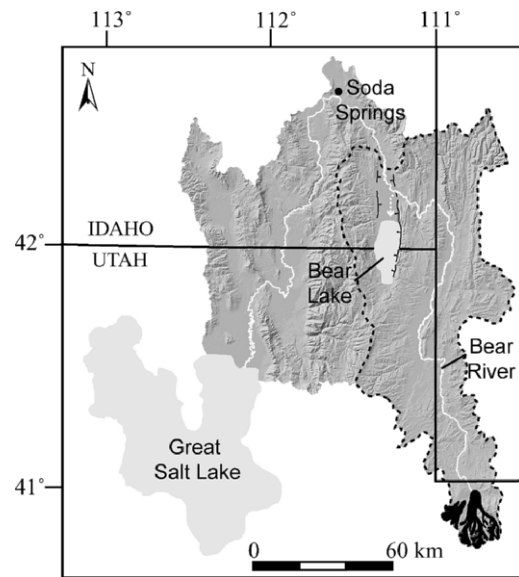 113° 112° 111°
N
Soda
Springs
42°
IDAHO
UTAH
Bear
Lake
Bear
River
Great
Salt Lake
41°
0 60 km